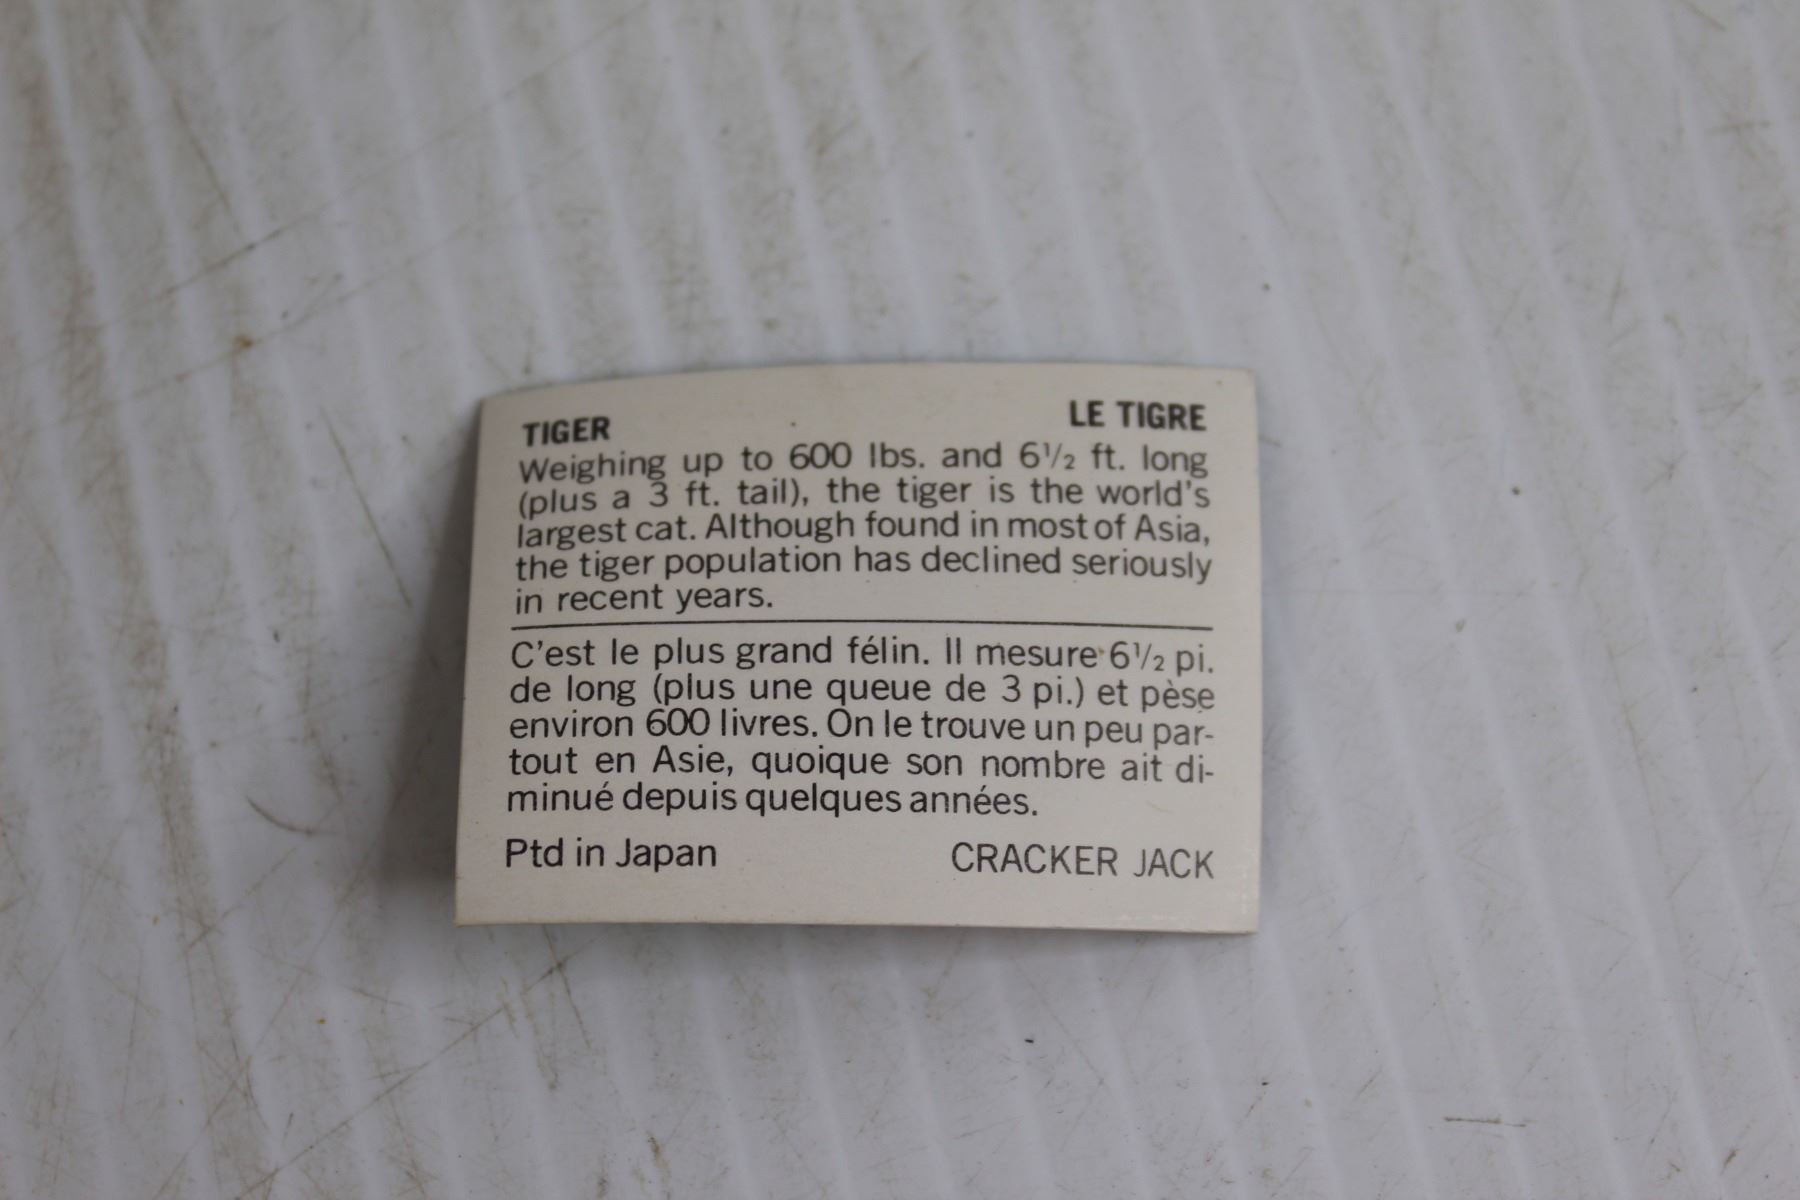 TIGER LE TIGRE
Weighing up to 600 lbs. and 6½ ft. long
(plus a 3 ft. tail), the tiger is the world's
largest cat. Although found in most of Asia,
the tiger population has declined seriously
in recent years.
C'est le plus grand félin. Il mesure 6½ pi.
de long (plus une queue de 3 pi.) et pèse
environ 600 livres. On le trouve un peu par-
tout en Asie, quoique son nombre ait di-
minué depuis quelques années.
Ptd in Japan CRACKER JACK